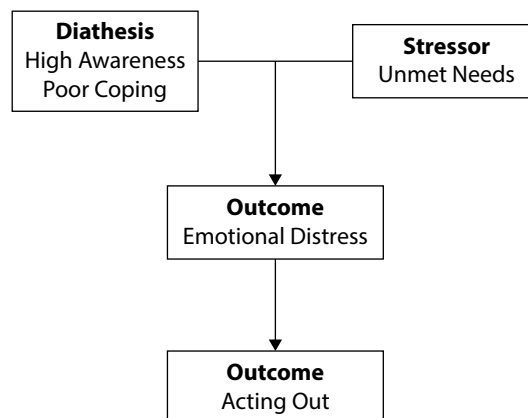 Diathesis
High Awareness
Poor Coping
Stressor
Unmet Needs
Outcome
Emotional Distress
Outcome
Acting Out